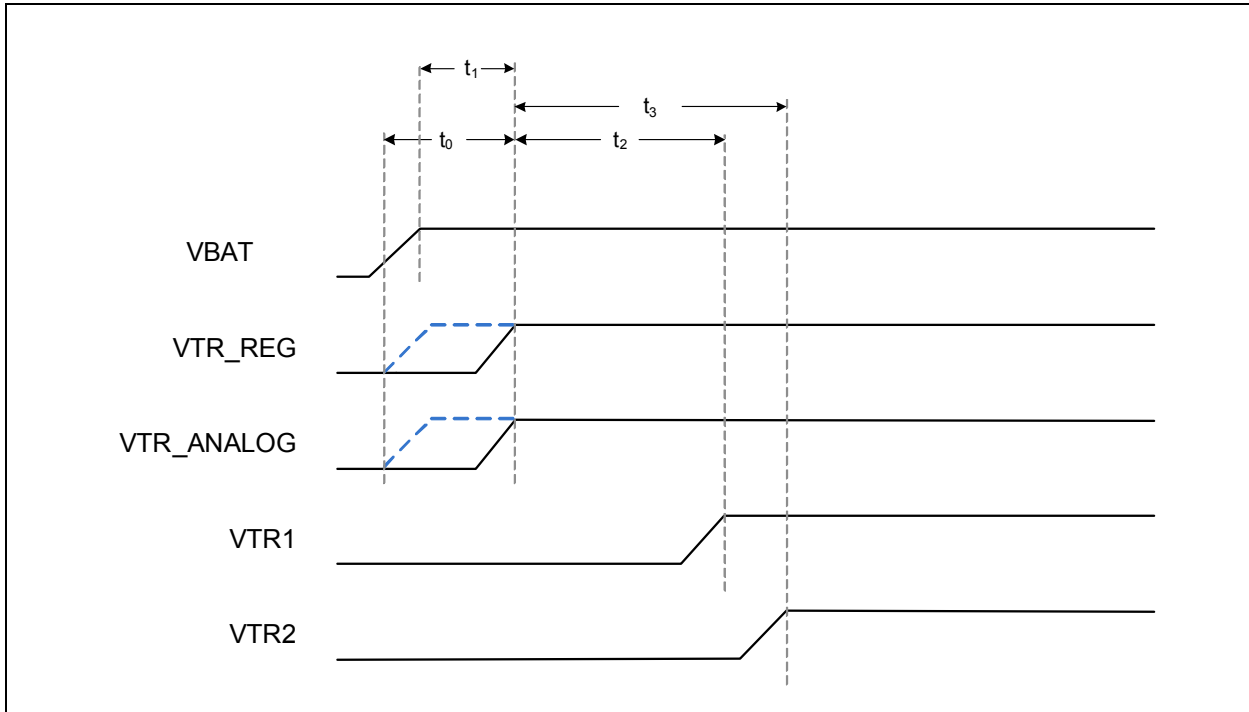 t₁
t₃
t₀
t₂
VBAT
VTR_REG
VTR_ANALOG
VTR1
VTR2